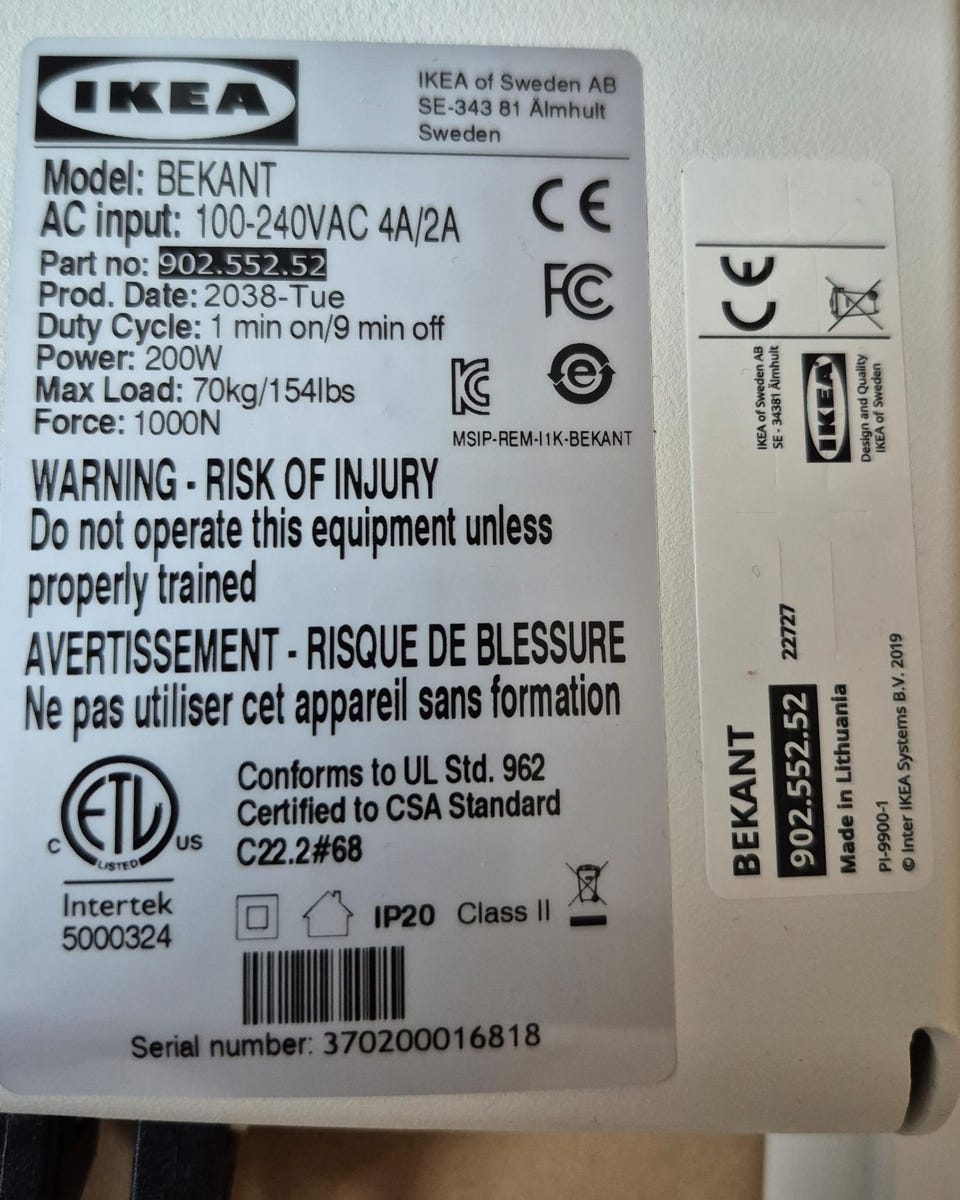 IKEA
IKEA of Sweden AB
SE-343 81 Älmhult
Sweden
Model: BEKANT
AC input: 100-240VAC 4A/2A
Part no: 902.552.52
Prod. Date: 2038-Tue
Duty Cycle: 1 min on/9 min off
Power: 200W
Max Load: 70kg/154lbs
Force: 1000N
CE
FC
MSIP-REM-I1K-BEKANT
WARNING - RISK OF INJURY
Do not operate this equipment unless
properly trained
AVERTISSEMENT - RISQUE DE BLESSURE
Ne pas utiliser cet appareil sans formation
ETL
C US
LISTED
Intertek
5000324
Conforms to UL Std. 962
Certified to CSA Standard
C22.2#68
IP20 Class II
Serial number: 370200016818
CE
IKEA of Sweden AB
SE - 34381 Älmhult
IKEA
Design and Quality
IKEA of Sweden
BEKANT
902.552.52 22727
Made in Lithuania
PI-9900-1
© Inter IKEA Systems B.V. 2019